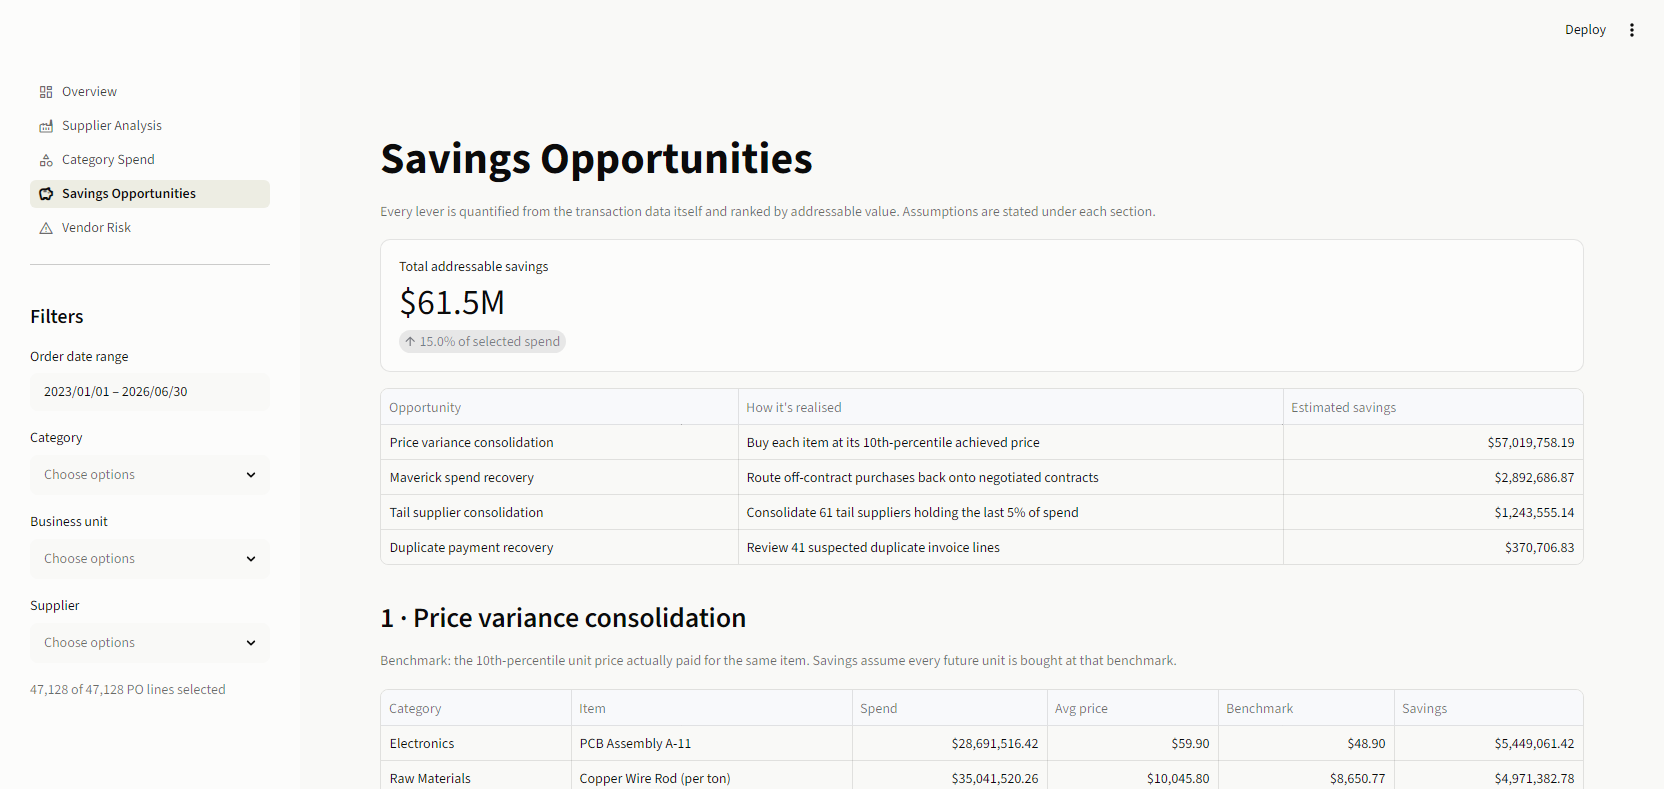 Deploy
Overview
Supplier Analysis
Category Spend
Savings Opportunities
Vendor Risk
Filters
Order date range
2023/01/01 – 2026/06/30
Category
Choose options
Business unit
Choose options
Supplier
Choose options
47,128 of 47,128 PO lines selected
Savings Opportunities
Every lever is quantified from the transaction data itself and ranked by addressable value. Assumptions are stated under each section.
Total addressable savings
$61.5M
↑ 15.0% of selected spend
Opportunity How it's realised Estimated savings
Price variance consolidation Buy each item at its 10th-percentile achieved price $57,019,758.19
Maverick spend recovery Route off-contract purchases back onto negotiated contracts $2,892,686.87
Tail supplier consolidation Consolidate 61 tail suppliers holding the last 5% of spend $1,243,555.14
Duplicate payment recovery Review 41 suspected duplicate invoice lines $370,706.83
1 · Price variance consolidation
Benchmark: the 10th-percentile unit price actually paid for the same item. Savings assume every future unit is bought at that benchmark.
Category Item Spend Avg price Benchmark Savings
Electronics PCB Assembly A-11 $28,691,516.42 $59.90 $48.90 $5,449,061.42
Raw Materials Copper Wire Rod (per ton) $35,041,520.26 $10,045.80 $8,650.77 $4,971,382.78